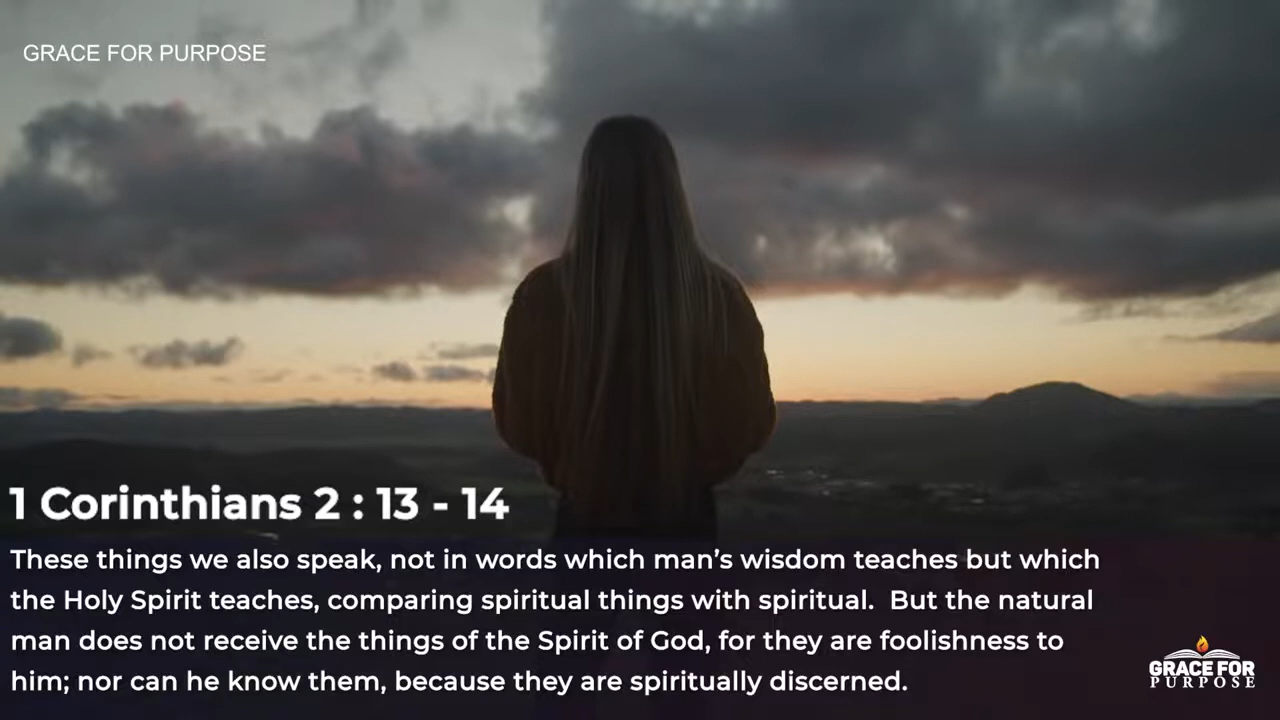 GRACE FOR PURPOSE
1 Corinthians 2 : 13 - 14
These things we also speak, not in words which man’s wisdom teaches but which
the Holy Spirit teaches, comparing spiritual things with spiritual.  But the natural
man does not receive the things of the Spirit of God, for they are foolishness to
him; nor can he know them, because they are spiritually discerned.
GRACE FOR
PURPOSE